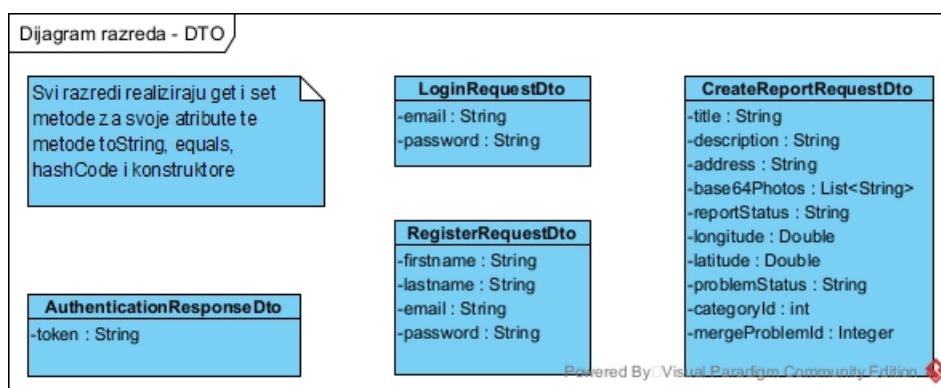 Dijagram razreda - DTO
Svi razredi realiziraju get i set
metode za svoje atribute te
metode toString, equals,
hashCode i konstruktore
AuthenticationResponseDto
-token : String
LoginRequestDto
-email : String
-password : String
RegisterRequestDto
-firstname : String
-lastname : String
-email : String
-password : String
CreateReportRequestDto
-title : String
-description : String
-address : String
-base64Photos : List<String>
-reportStatus : String
-longitude : Double
-latitude : Double
-problemStatus : String
-categoryId : int
-mergeProblemId : Integer
Powered By Visual Paradigm Community Edition